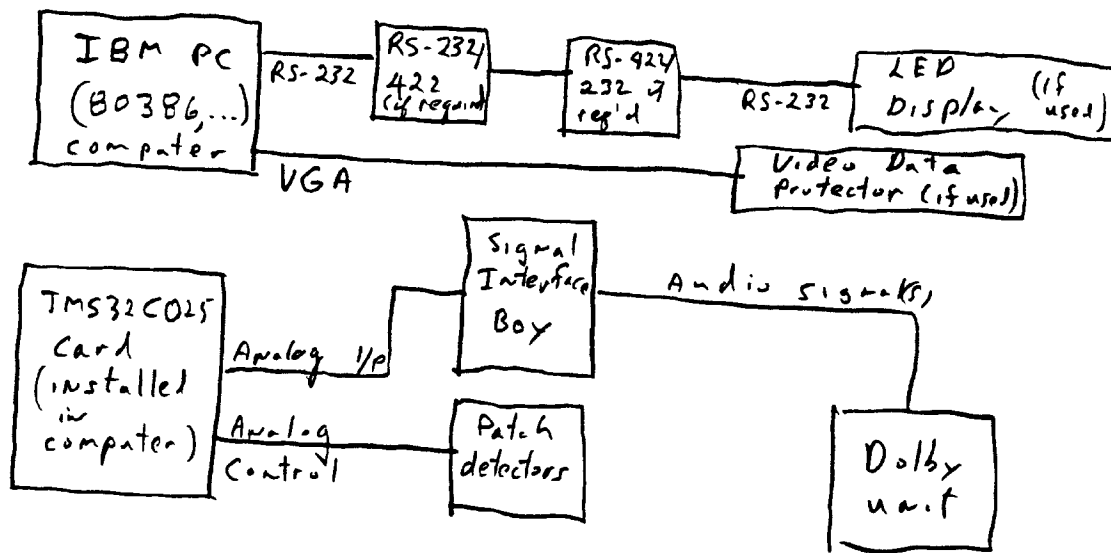 IBM PC
(80386,...)
computer
RS-232
RS-232/
422
(if required
RS-422/
232 if
req'd
RS-232
LED (if
Display, used)
VGA
Video Data
Protector (if used)
Signal
Interface
Box
Audio signal(s)
TMS32C025
Card
(installed
in
computer)
Analog I/P
Analog
Control
Patch
detectors
Dolby
unit